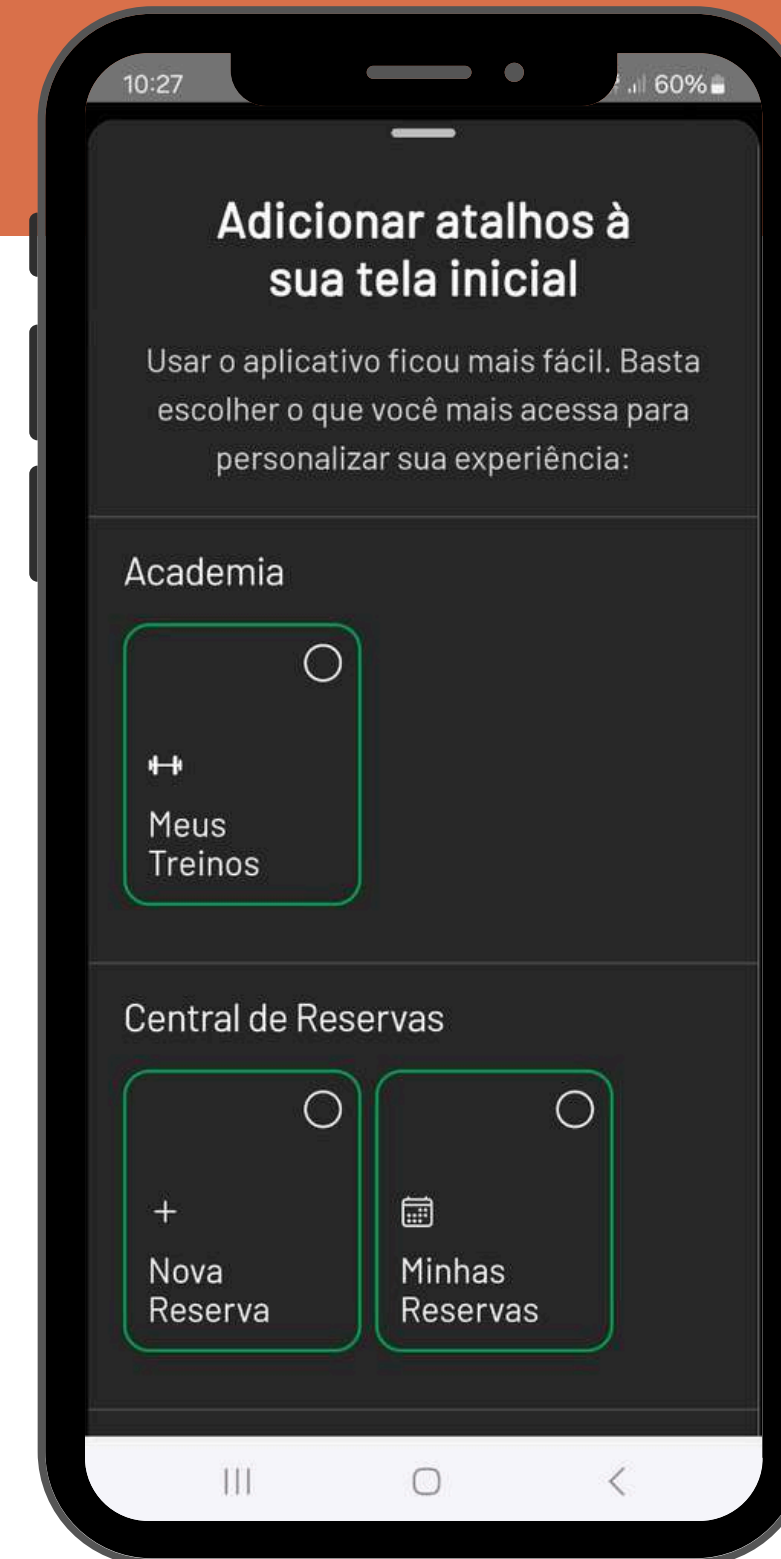 10:27
60%
Adicionar atalhos à
sua tela inicial
Usar o aplicativo ficou mais fácil. Basta
escolher o que você mais acessa para
personalizar sua experiência:
Academia
Meus
Treinos
Central de Reservas
Nova
Reserva
Minhas
Reservas